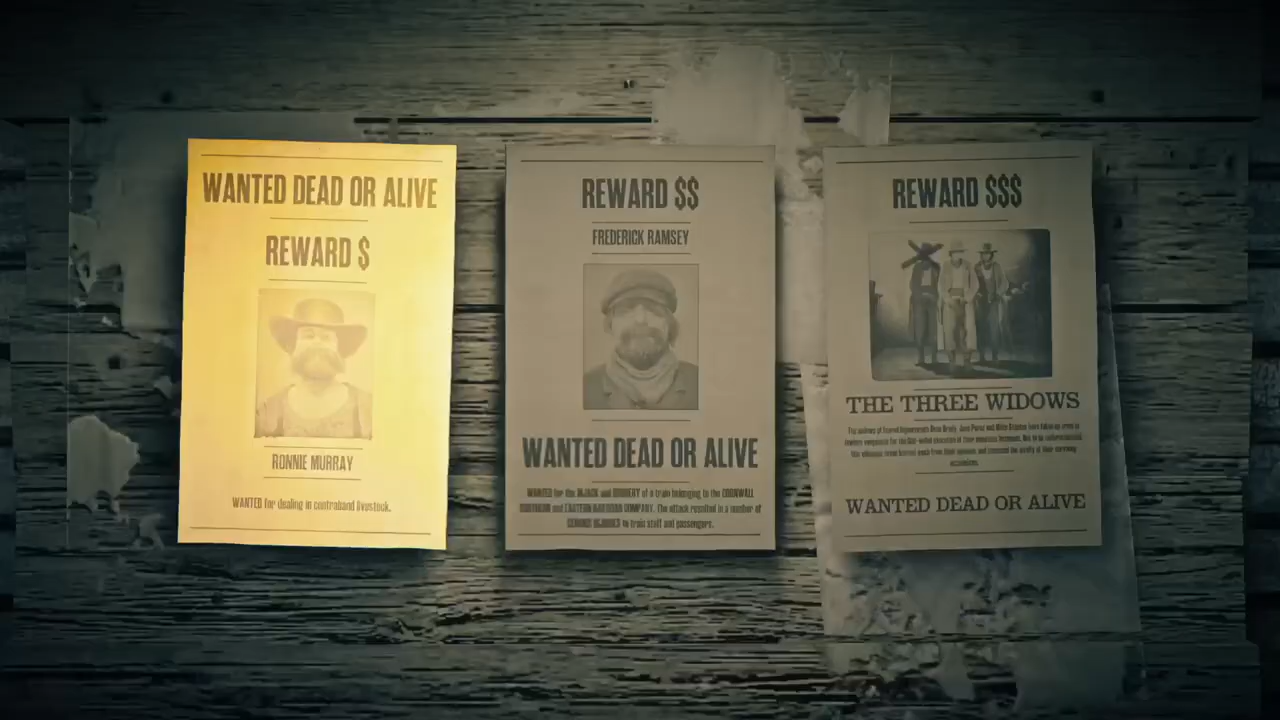 WANTED DEAD OR ALIVE
REWARD $
RONNIE MURRAY
WANTED for dealing in contraband livestock.
REWARD $$
FREDERICK RAMSEY
WANTED DEAD OR ALIVE
WANTED for the HIJACK and ROBBERY of a train belonging to the CORNWALL
and EASTERN RAILROAD COMPANY. The attack resulted in a number of
SERIOUS INJURIES to train staff and passengers.
REWARD $$$
THE THREE WIDOWS
WANTED DEAD OR ALIVE